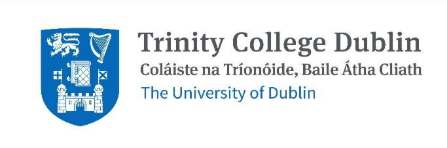 Trinity College Dublin
Coláiste na Tríonóide, Baile Átha Cliath
The University of Dublin